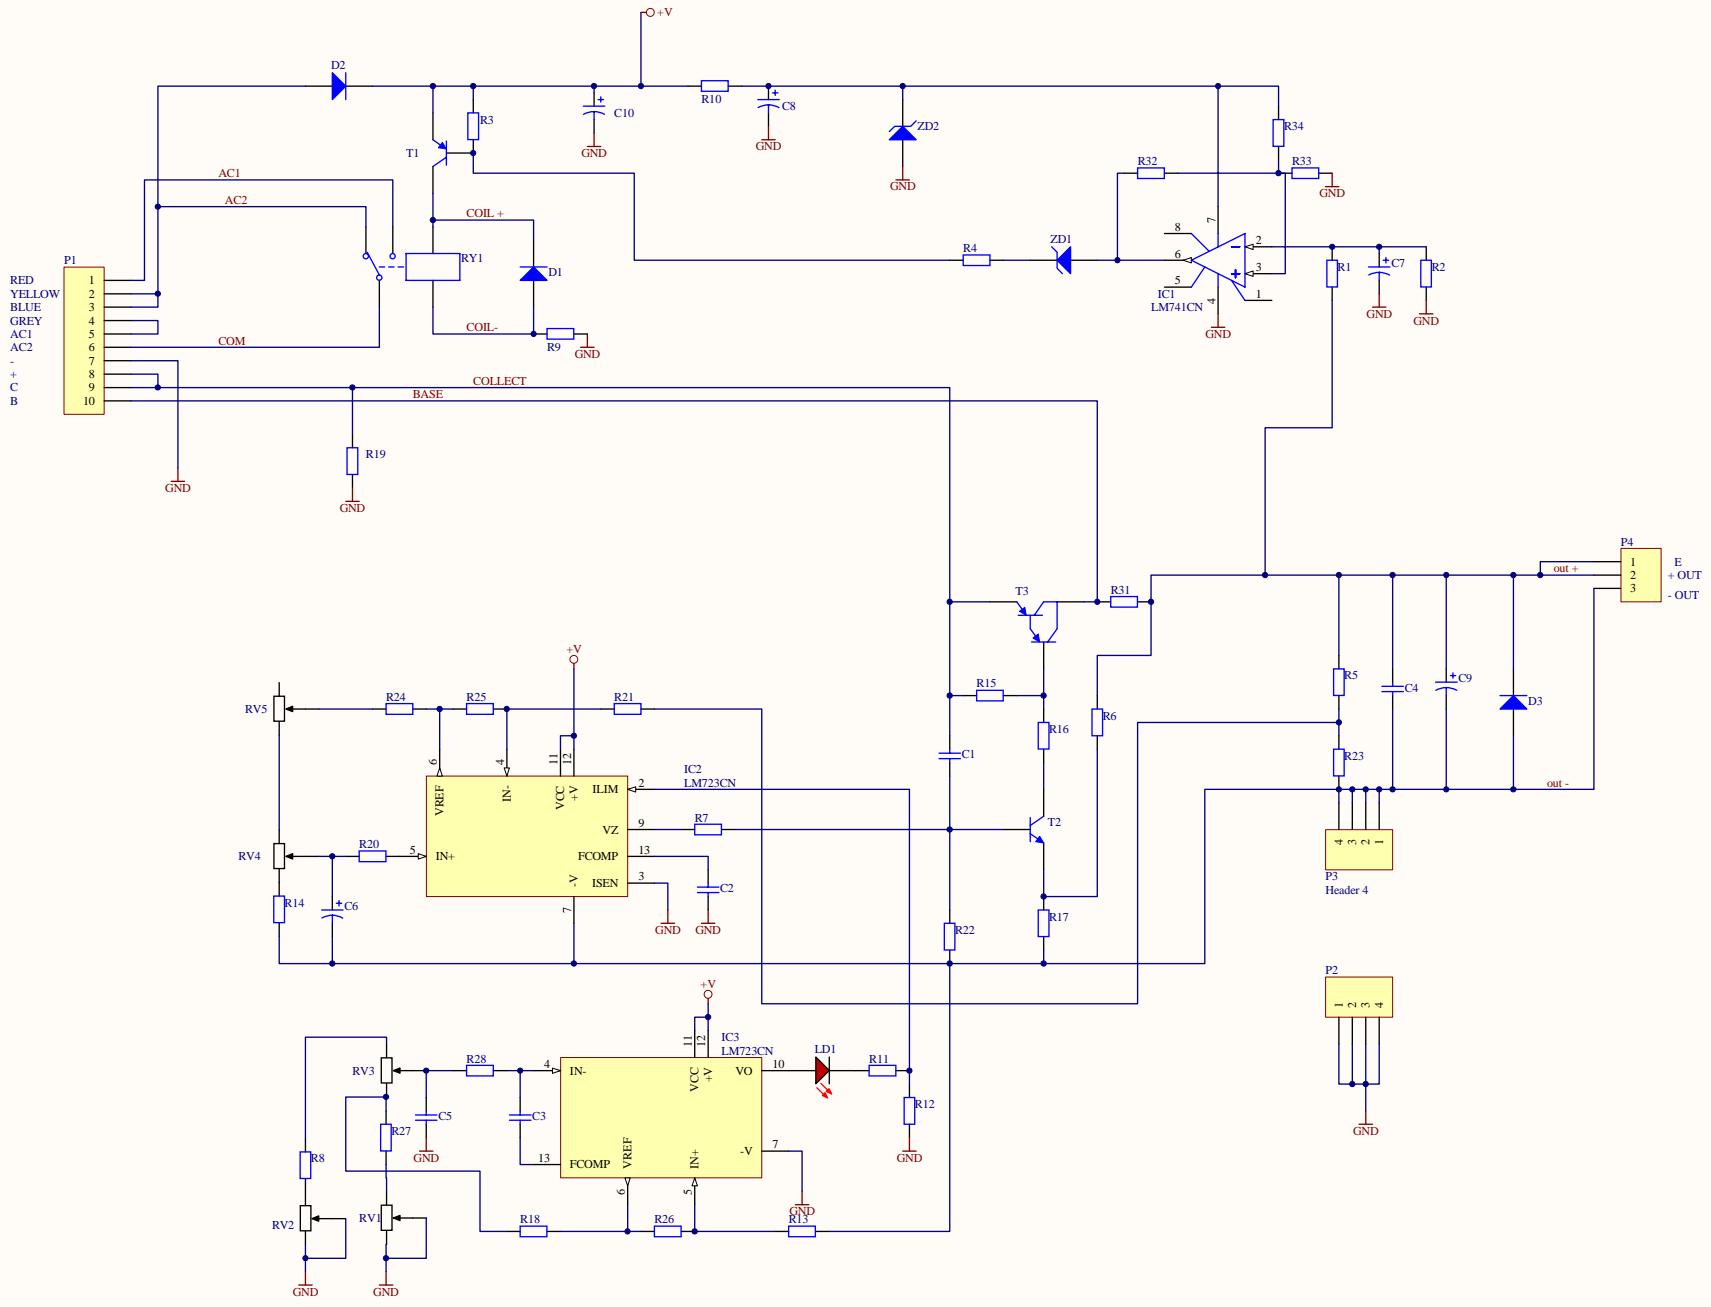 +V
D2
R10
C10
C8
R3
GND
GND
ZD2
GND
R34
R32
R33
GND
T1
AC1
AC2
COIL +
RY1
D1
COIL-
R9
GND
COM
P1
RED 1
YELLOW 2
BLUE 3
GREY 4
AC1 5
AC2 6
- 7
+ 8
C 9
B 10
R4
ZD1
8
6
5
7
4
2
3
1
IC1
LM741CN
GND
R1
C7
R2
GND
GND
COLLECT
BASE
R19
GND
GND
P4
1 E
2 + OUT
3 - OUT
out +
out -
T3
R31
R15
R16
R6
C1
R5
C4
C9
D3
R23
T2
R17
R22
P3
Header 4
4 3 2 1
P2
1 2 3 4
GND
+V
RV5
R24
R25
R21
6
4
11
12
IC2
LM723CN
VREF
IN-
VCC
+V
ILIM 2
VZ 9
FCOMP 13
ISEN 3
IN+
5
-V
7
R7
C2
GND
GND
RV4
R20
R14
C6
+V
11
12
IC3
LM723CN
RV3
R28
4
IN-
VCC
+V
VO
10
LD1
R11
R12
GND
C5
GND
C3
13
FCOMP
VREF
IN+
-V
7
GND
6
5
R27
R8
RV2
RV1
R18
R26
R13
GND
GND